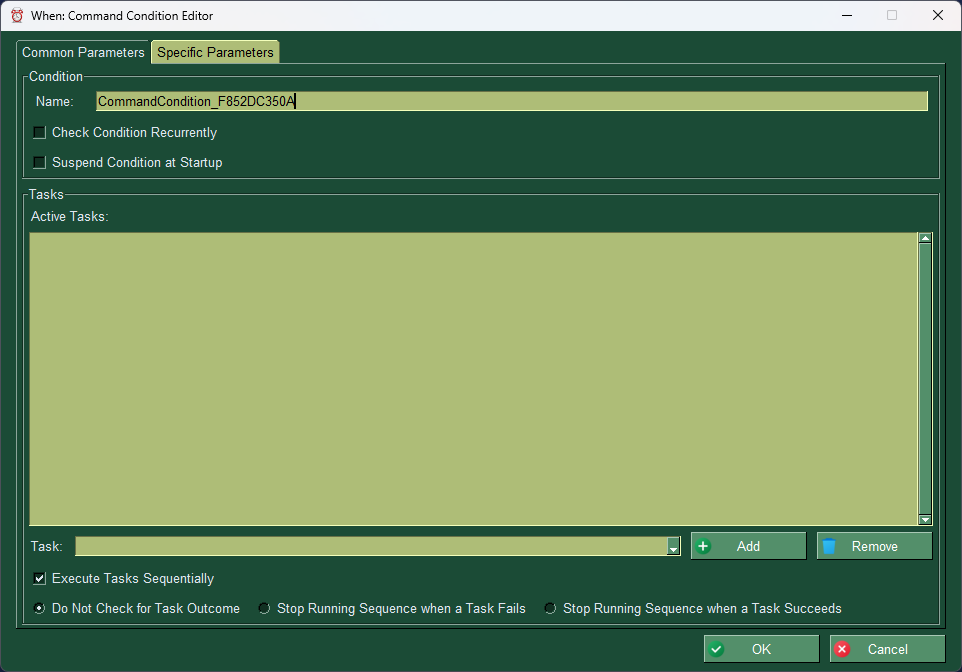 When: Command Condition Editor
Common Parameters Specific Parameters
Condition
Name: CommandCondition_F852DC350A
Check Condition Recurrently
Suspend Condition at Startup
Tasks
Active Tasks:
Task: Add Remove
Execute Tasks Sequentially
Do Not Check for Task Outcome Stop Running Sequence when a Task Fails Stop Running Sequence when a Task Succeeds
OK Cancel